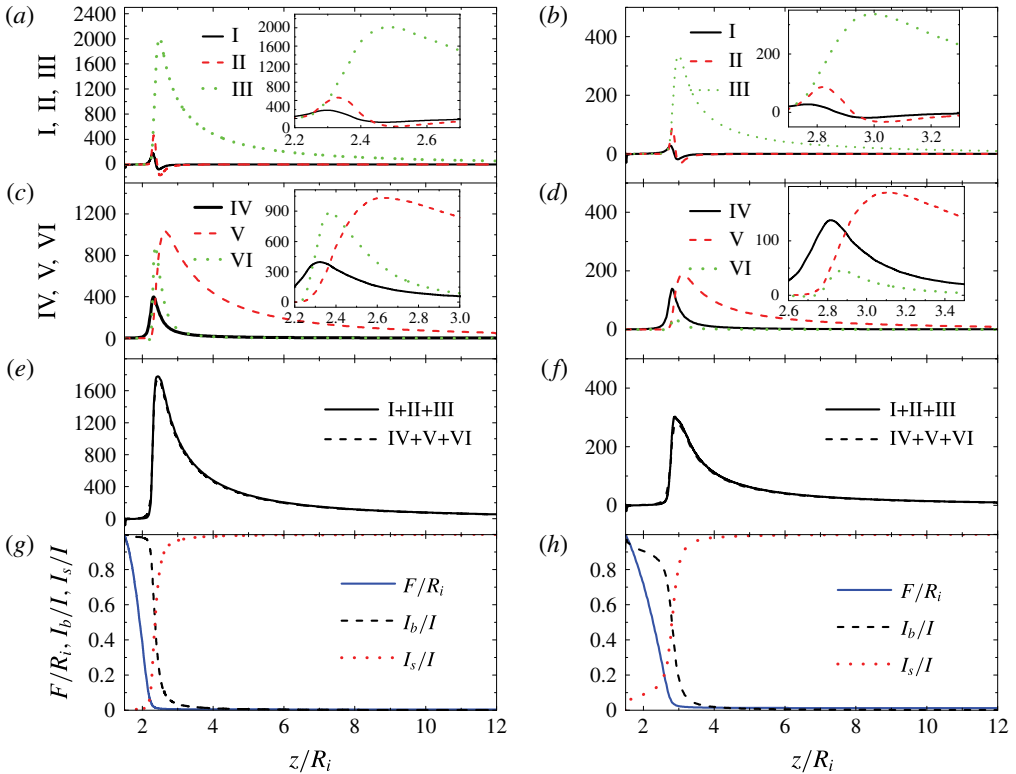 (a)
I, II, III
2400
2000
1600
1200
800
400
0
I
II
III
2000
1600
1200
800
400
0
2.2 2.4 2.6
(b)
400
200
0
I
II
III
200
0
2.8 3.0 3.2
(c)
IV, V, VI
1200
800
400
0
IV
V
VI
900
600
300
0
2.2 2.4 2.6 2.8 3.0
(d)
400
200
0
IV
V
VI
100
0
2.6 2.8 3.0 3.2 3.4
(e)
1600
1200
800
400
0
I+II+III
IV+V+VI
(f)
400
200
0
I+II+III
IV+V+VI
(g)
F/R_i, I_b/I, I_s/I
0.8
0.6
0.4
0.2
0
F/R_i
I_b/I
I_s/I
2 4 6 8 10 12
z/R_i
(h)
0.8
0.6
0.4
0.2
0
F/R_i
I_b/I
I_s/I
2 4 6 8 10 12
z/R_i